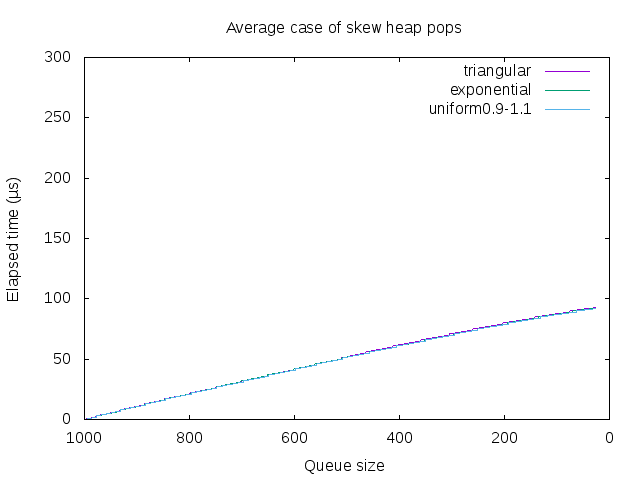 Average case of skew heap pops
300
250
200
150
100
50
0
Elapsed time (µs)
triangular
exponential
uniform0.9-1.1
1000 800 600 400 200 0
Queue size